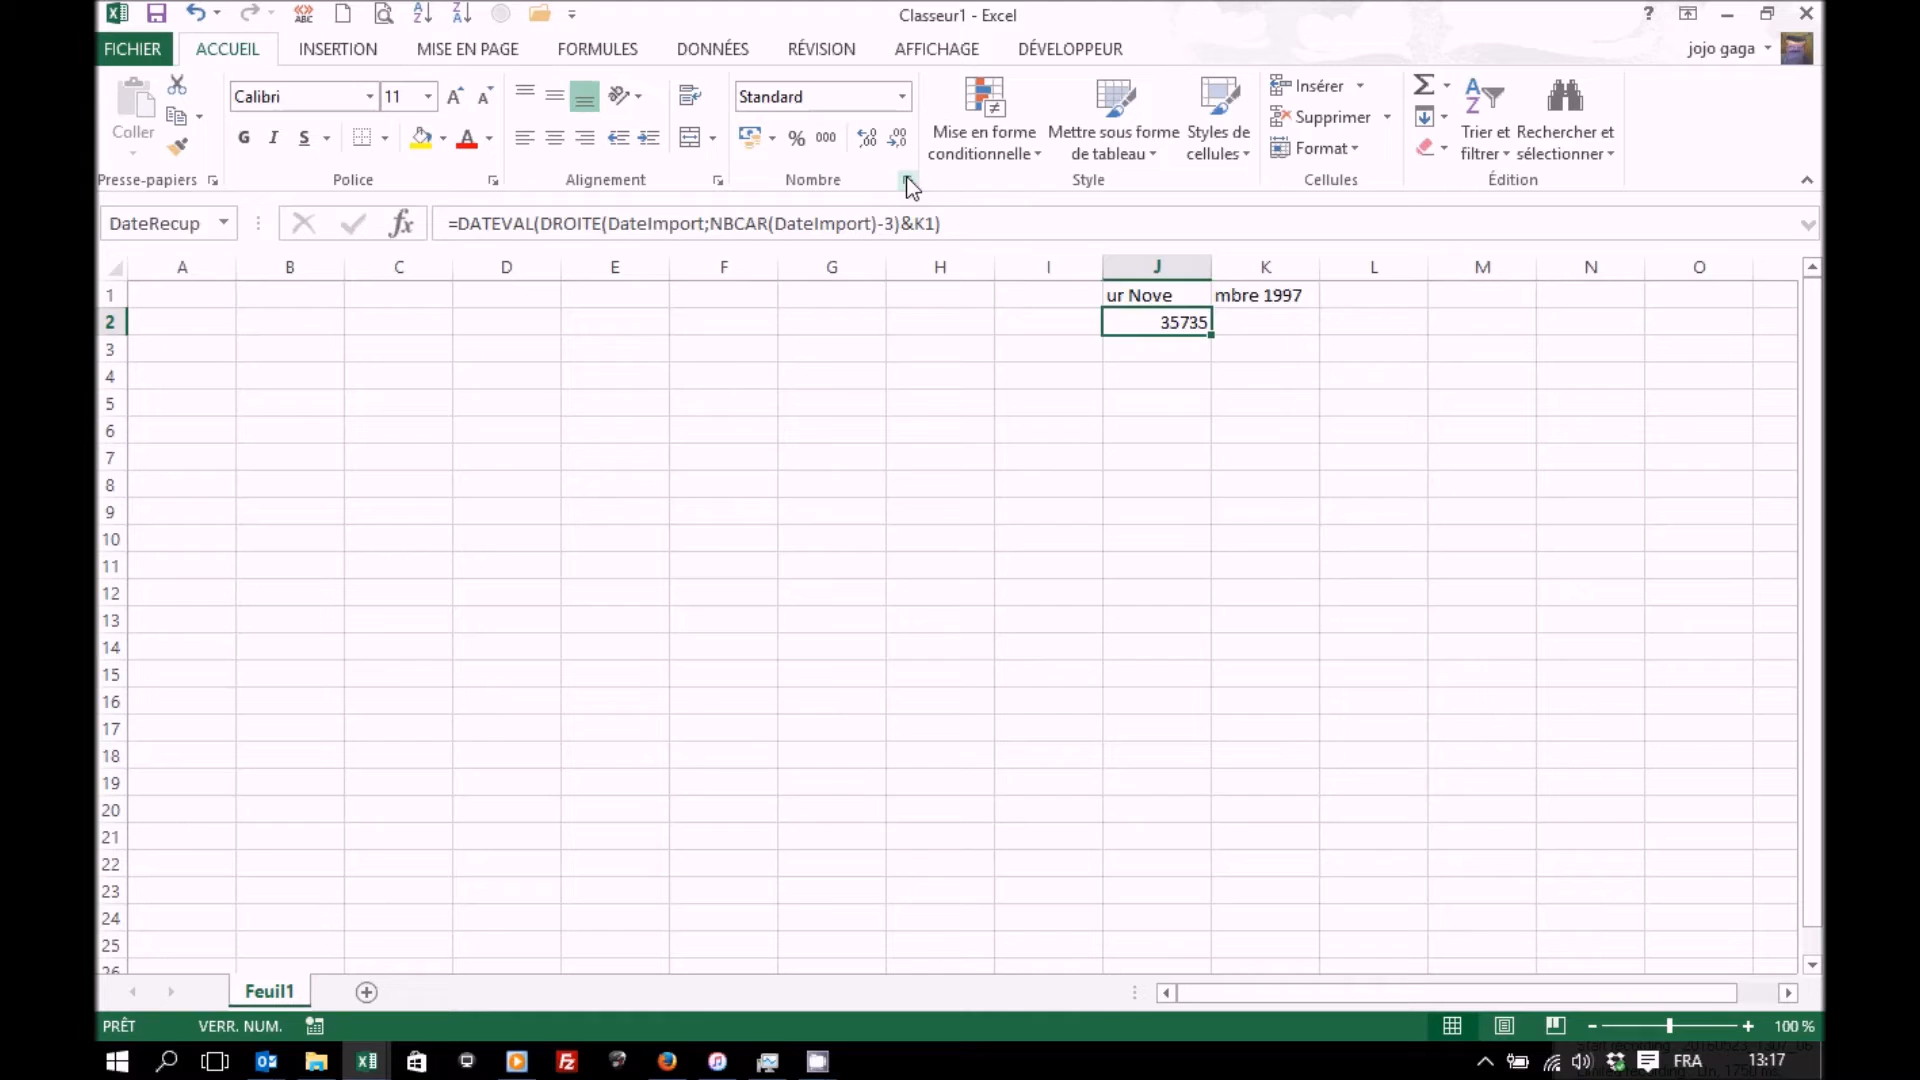 ABC
Classeur1 - Excel
?
FICHIER
ACCUEIL
INSERTION
MISE EN PAGE
FORMULES
DONNÉES
RÉVISION
AFFICHAGE
DÉVELOPPEUR
jojo gaga
Coller
Calibri
11
Standard
G I S
% 000
Mise en forme conditionnelle
Mettre sous forme de tableau
Styles de cellules
Insérer
Supprimer
Format
Trier et filtrer
Rechercher et sélectionner
Presse-papiers
Police
Alignement
Nombre
Style
Cellules
Édition
DateRecup
fx
=DATEVAL(DROITE(DateImport;NBCAR(DateImport)-3)&K1)
A B C D E F G H I J K L M N O
1 ur Nove mbre 1997
2 35735
3
4
5
6
7
8
9
10
11
12
13
14
15
16
17
18
19
20
21
22
23
24
25
26
Feuil1
PRÊT
VERR. NUM.
100 %
FRA
13:17